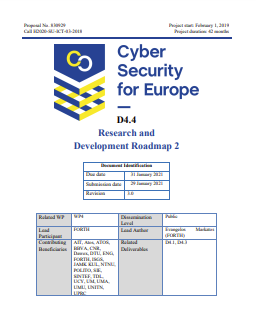 Proposal No. 830929 Project start: February 1, 2019
Call H2020-SU-ICT-03-2018 Project duration: 42 months
Cyber
Security
for Europe
D4.4
Research and
Development Roadmap 2
Document Identification
Due date 31 January 2021
Submission date 29 January 2021
Revision 3.0
Related WP WP4 Dissemination Level Public
Lead Participant FORTH Lead Author Evangelos Markatos (FORTH)
Contributing Beneficiaries AIT, Atos, ATOS, BBVA, CNR, Dawex, DTU, ENG, FORTH, ISGS, JAMK, KUL, NTNU, POLITO, SIE, SINTEF, TDL, UCY, UM, UMA, UMU, UNITN, UPRC Related Deliverables D4.1, D4.3